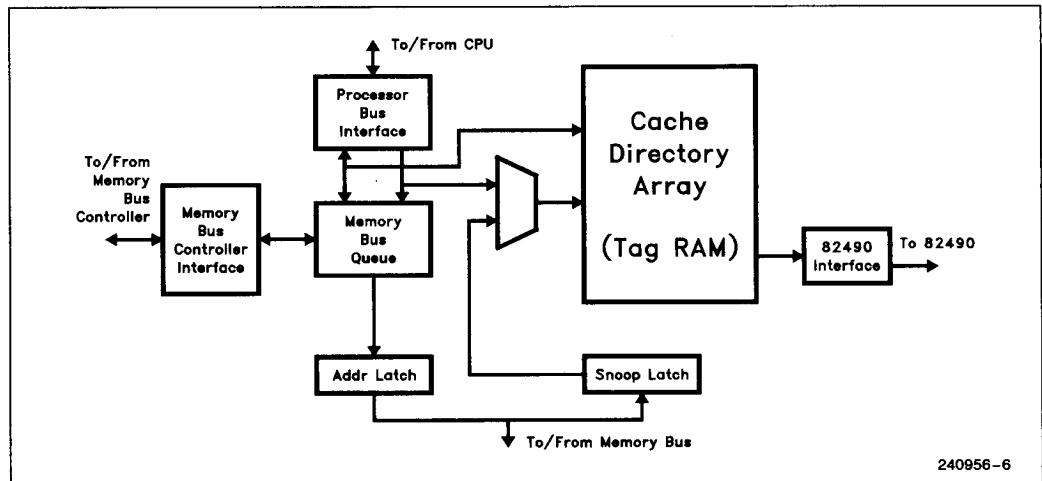 To/From CPU
Processor
Bus
Interface
To/From
Memory
Bus
Controller
Memory
Bus
Controller
Interface
Memory
Bus
Queue
Cache
Directory
Array
(Tag RAM)
82490
Interface
To 82490
Addr Latch
Snoop Latch
To/From Memory Bus
240956-6